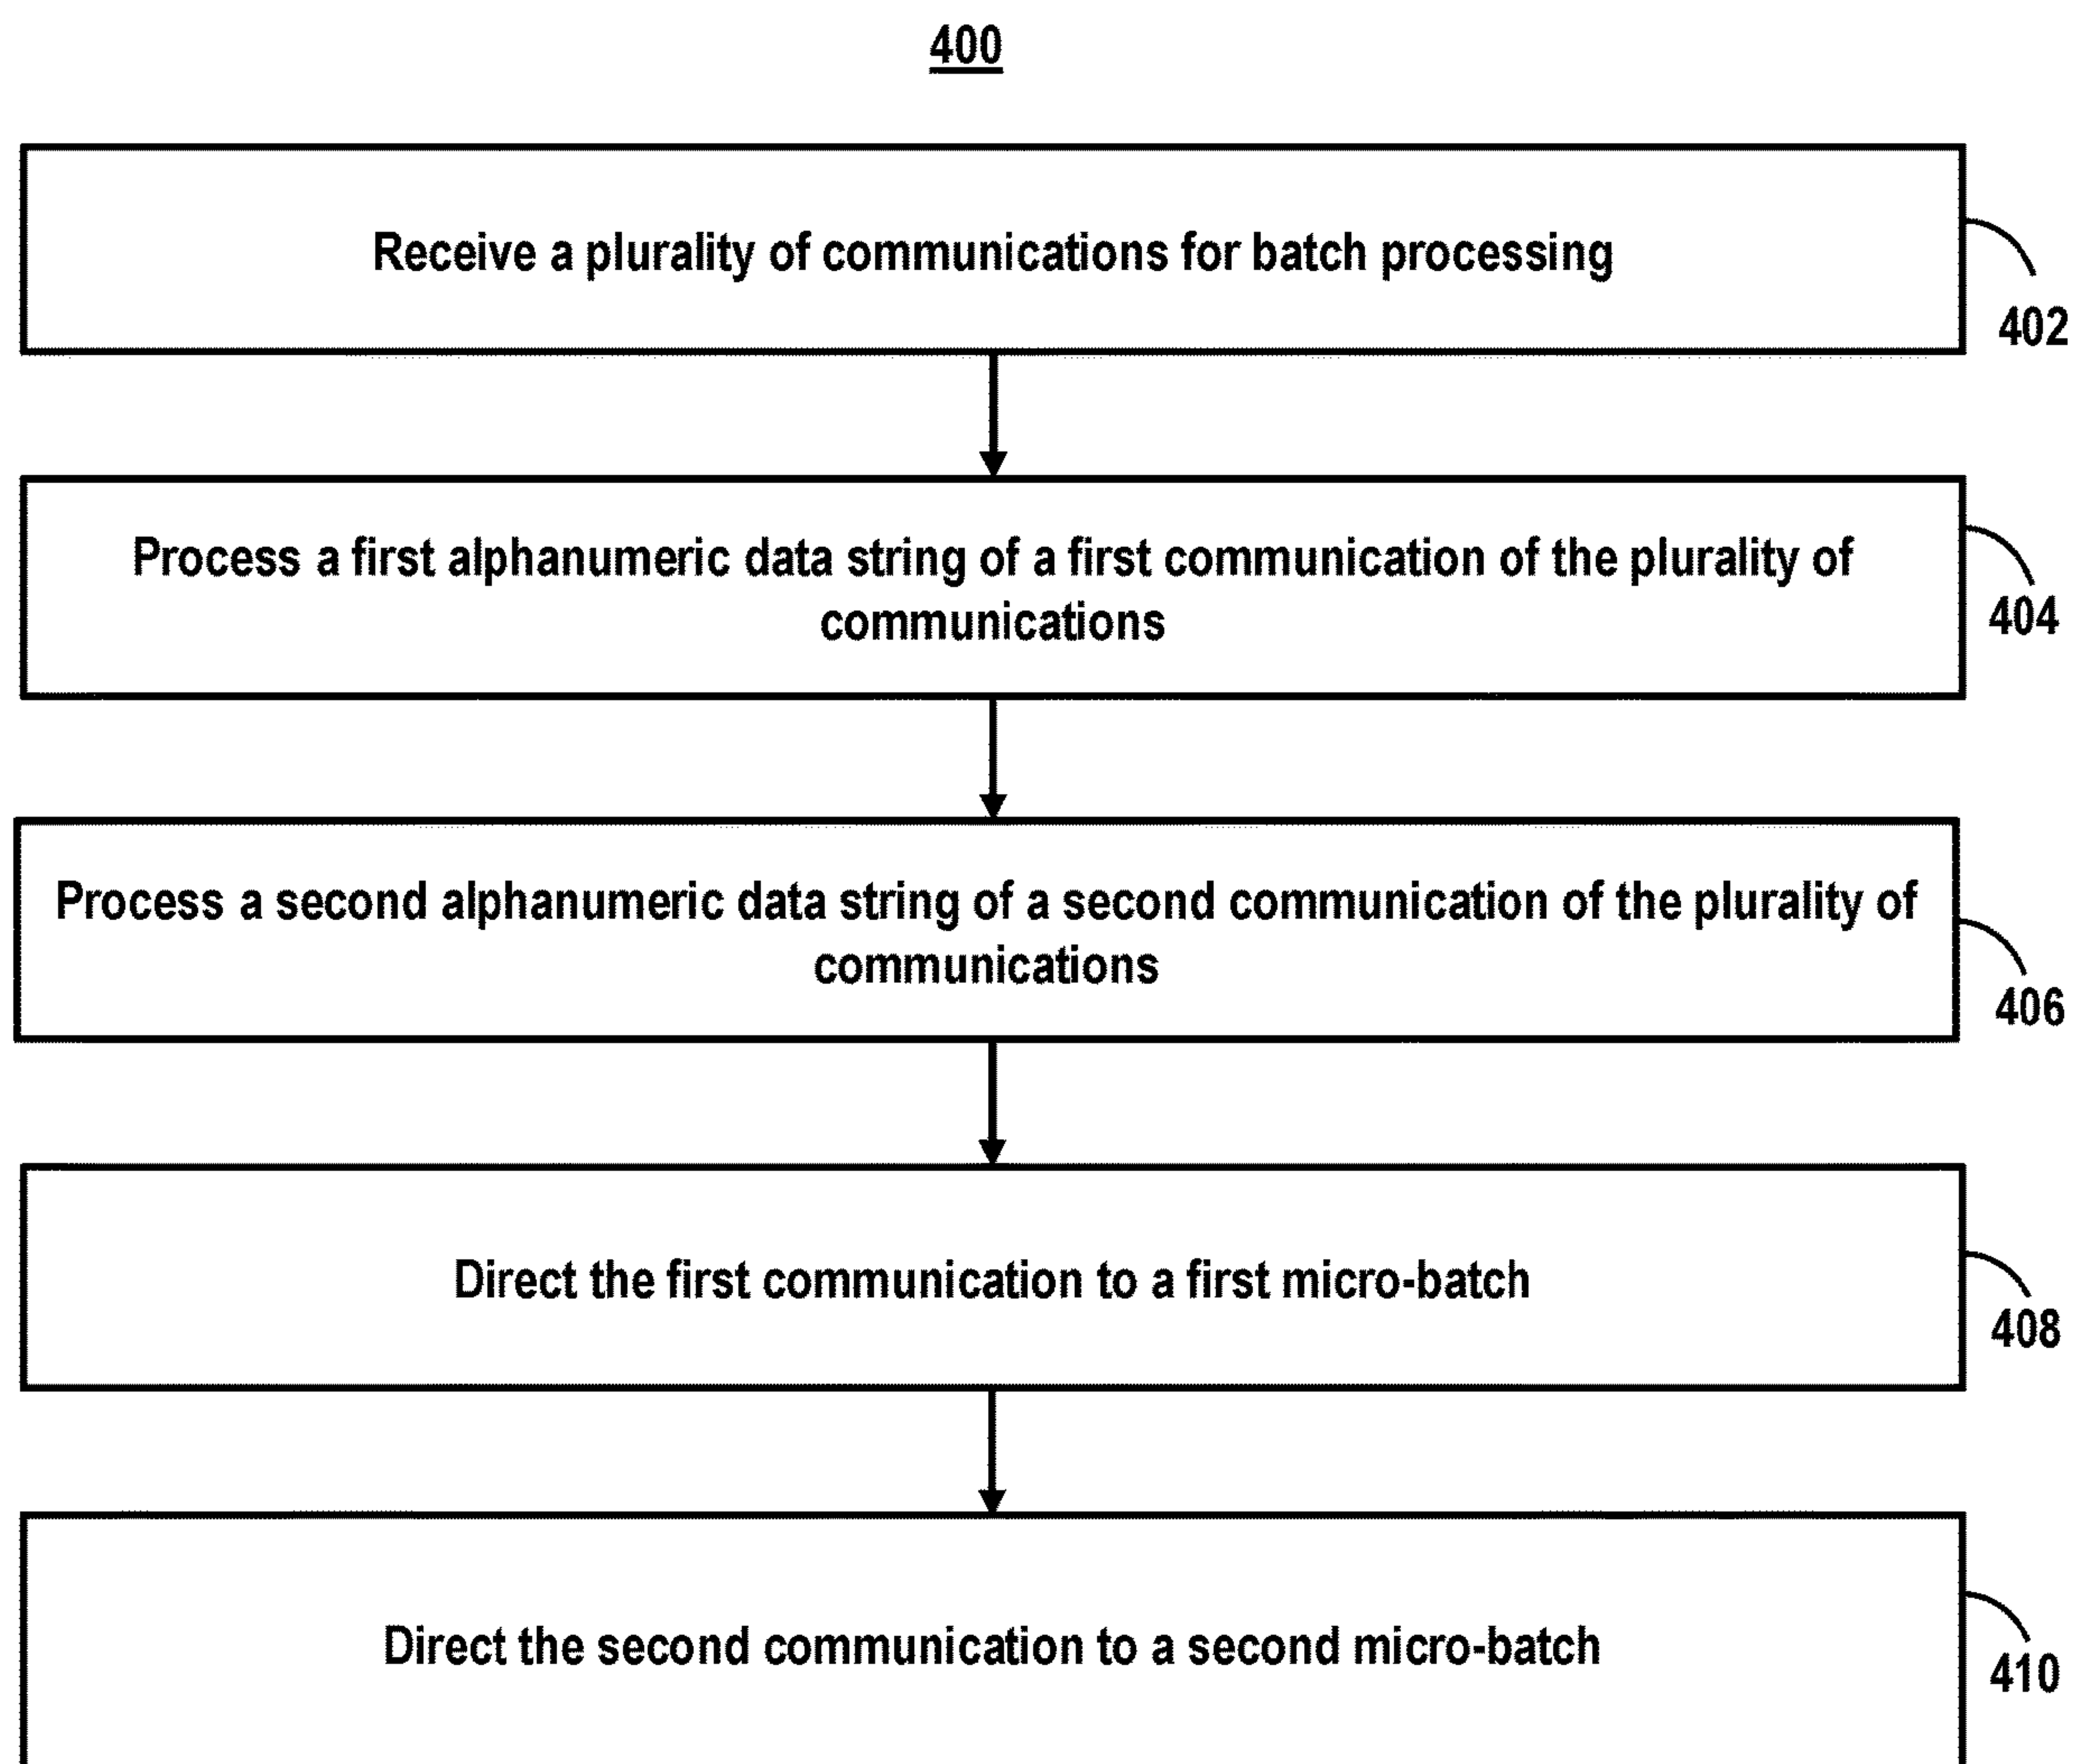 400
Receive a plurality of communications for batch processing
402
Process a first alphanumeric data string of a first communication of the plurality of
communications
404
Process a second alphanumeric data string of a second communication of the plurality of
communications
406
Direct the first communication to a first micro-batch
408
Direct the second communication to a second micro-batch
410